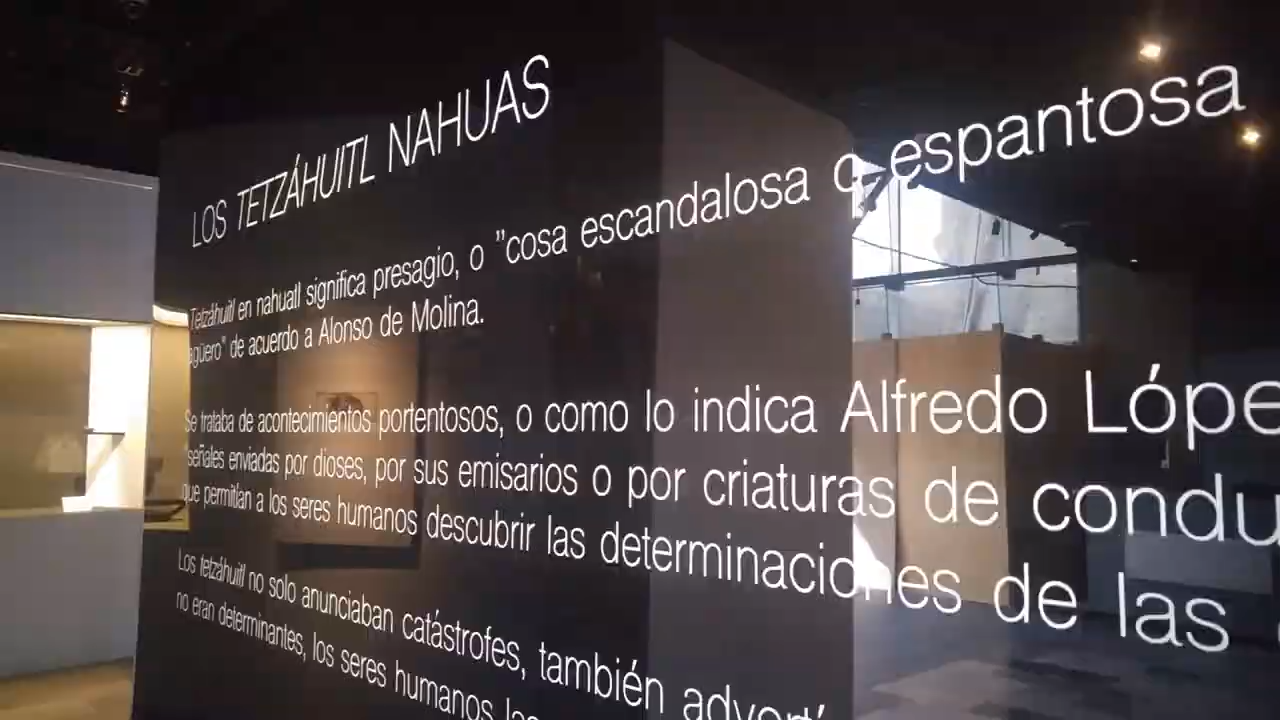 LOS TETZÁHUITL NAHUAS
Tetzáhuitl en nahuatl significa presagio, o "cosa escandalosa o espantosa
agüero" de acuerdo a Alonso de Molina.
Se trataba de acontecimientos portentosos, o como lo indica Alfredo Lópe
señales enviadas por dioses, por sus emisarios o por criaturas de condu
que permitían a los seres humanos descubrir las determinaciones de las
Los tetzáhuitl no solo anunciaban catástrofes, también advertí
no eran determinantes, los seres humanos